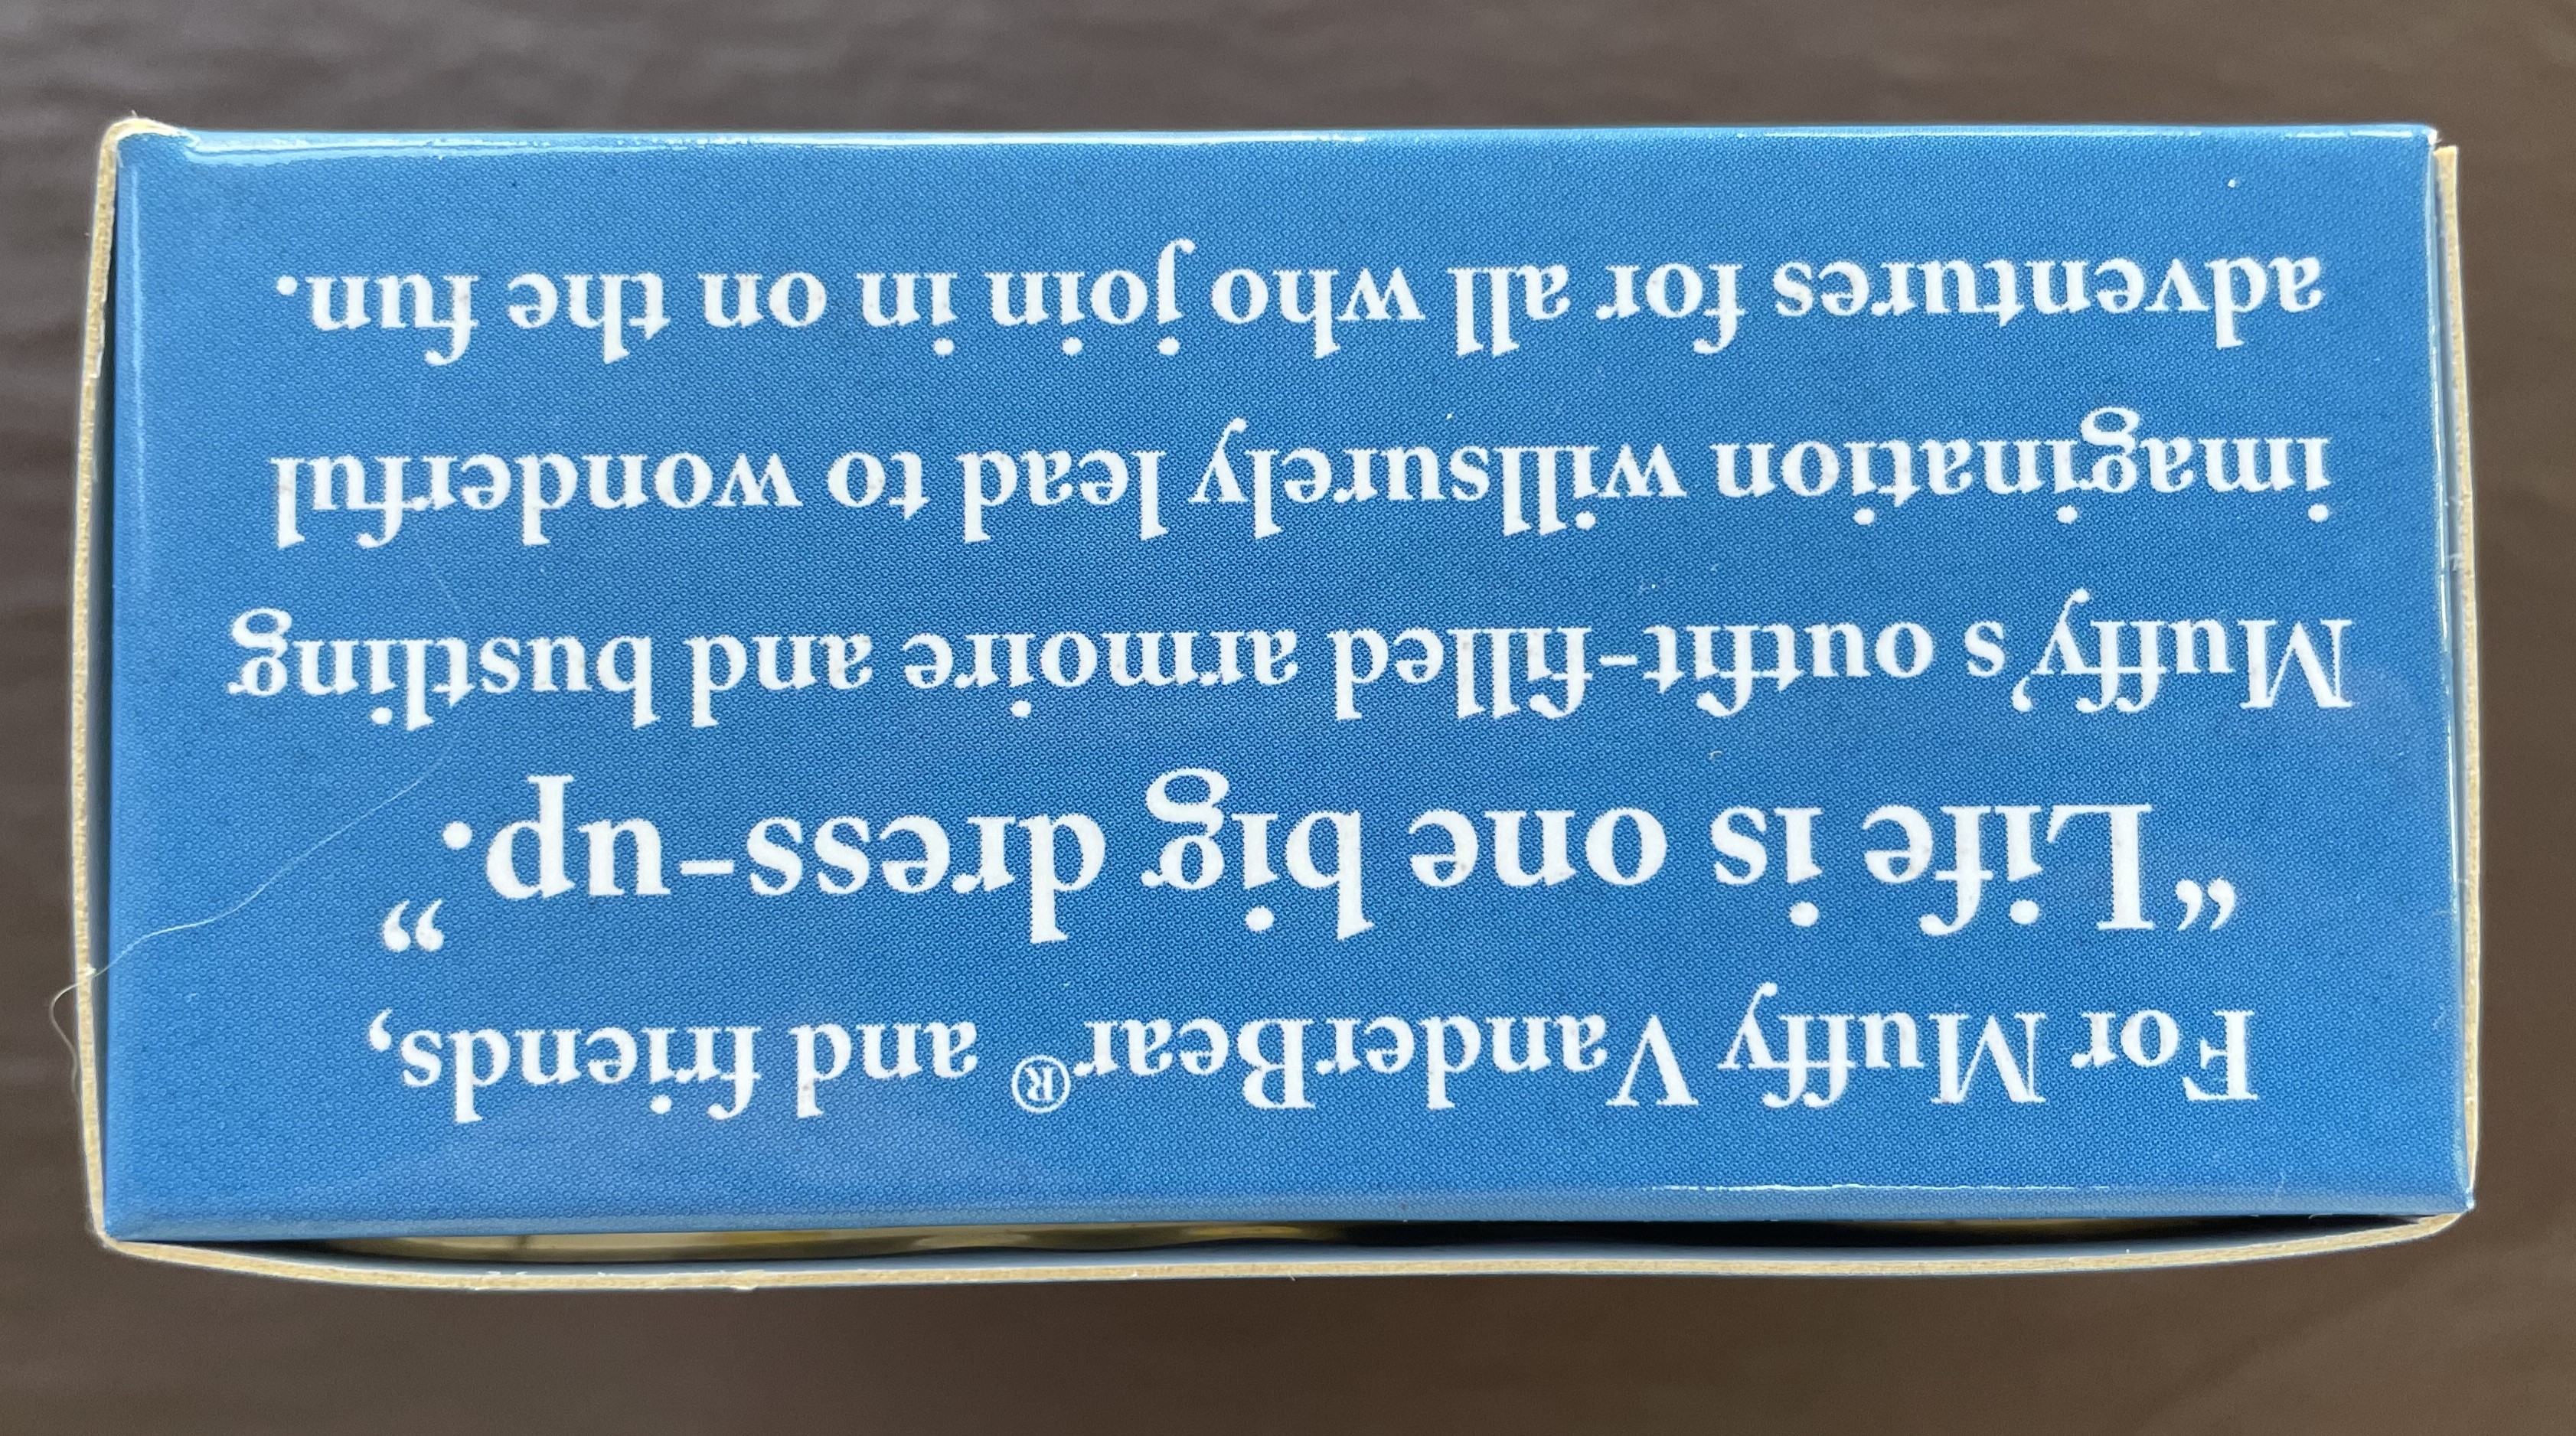 For Muffy VanderBear® and friends,
“Life is one big dress-up.”
Muffy’s outfit-filled armoire and bustling
imagination willsurely lead to wonderful
adventures for all who join in on the fun.